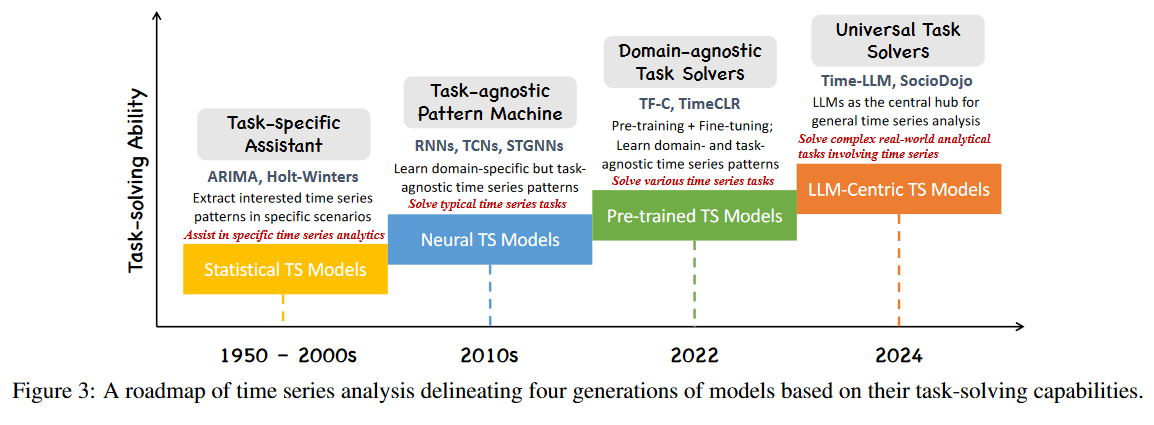 Task-solving Ability
Task-specific
Assistant
ARIMA, Holt-Winters
Extract interested time series
patterns in specific scenarios
Assist in specific time series analytics
Statistical TS Models
1950 – 2000s
Task-agnostic
Pattern Machine
RNNs, TCNs, STGNNs
Learn domain-specific but task-
agnostic time series patterns
Solve typical time series tasks
Neural TS Models
2010s
Domain-agnostic
Task Solvers
TF-C, TimeCLR
Pre-training + Fine-tuning;
Learn domain- and task-
agnostic time series patterns
Solve various time series tasks
Pre-trained TS Models
2022
Universal Task
Solvers
Time-LLM, SocioDojo
LLMs as the central hub for
general time series analysis
Solve complex real-world analytical
tasks involving time series
LLM-Centric TS Models
2024
Figure 3: A roadmap of time series analysis delineating four generations of models based on their task-solving capabilities.